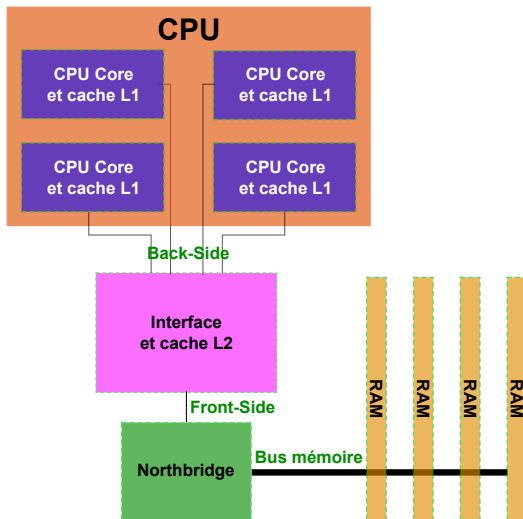 CPU
CPU Core
et cache L1
CPU Core
et cache L1
CPU Core
et cache L1
CPU Core
et cache L1
Back-Side
Interface
et cache L2
Front-Side
Northbridge
Bus mémoire
RAM
RAM
RAM
RAM